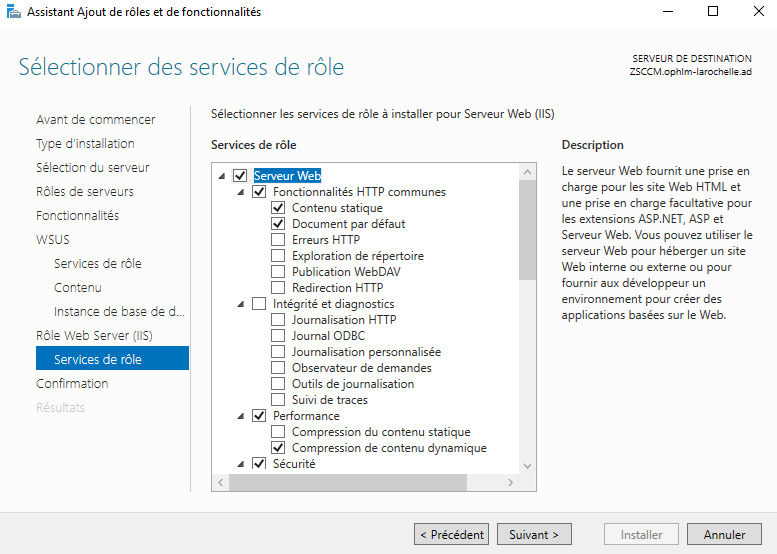 Assistant Ajout de rôles et de fonctionnalités
Sélectionner des services de rôle
SERVEUR DE DESTINATION
ZSCCM.ophlm-larochelle.ad
Avant de commencer
Type d'installation
Sélection du serveur
Rôles de serveurs
Fonctionnalités
WSUS
Services de rôle
Contenu
Instance de base de d...
Rôle Web Server (IIS)
Services de rôle
Confirmation
Résultats
Sélectionner les services de rôle à installer pour Serveur Web (IIS)
Services de rôle
Serveur Web
Fonctionnalités HTTP communes
Contenu statique
Document par défaut
Erreurs HTTP
Exploration de répertoire
Publication WebDAV
Redirection HTTP
Intégrité et diagnostics
Journalisation HTTP
Journal ODBC
Journalisation personnalisée
Observateur de demandes
Outils de journalisation
Suivi de traces
Performance
Compression du contenu statique
Compression de contenu dynamique
Sécurité
Description
Le serveur Web fournit une prise en
charge pour les site Web HTML et
une prise en charge facultative pour
les extensions ASP.NET, ASP et
Serveur Web. Vous pouvez utiliser le
serveur Web pour héberger un site
Web interne ou externe ou pour
fournir aux développeur un
environnement pour créer des
applications basées sur le Web.
< Précédent
Suivant >
Installer
Annuler